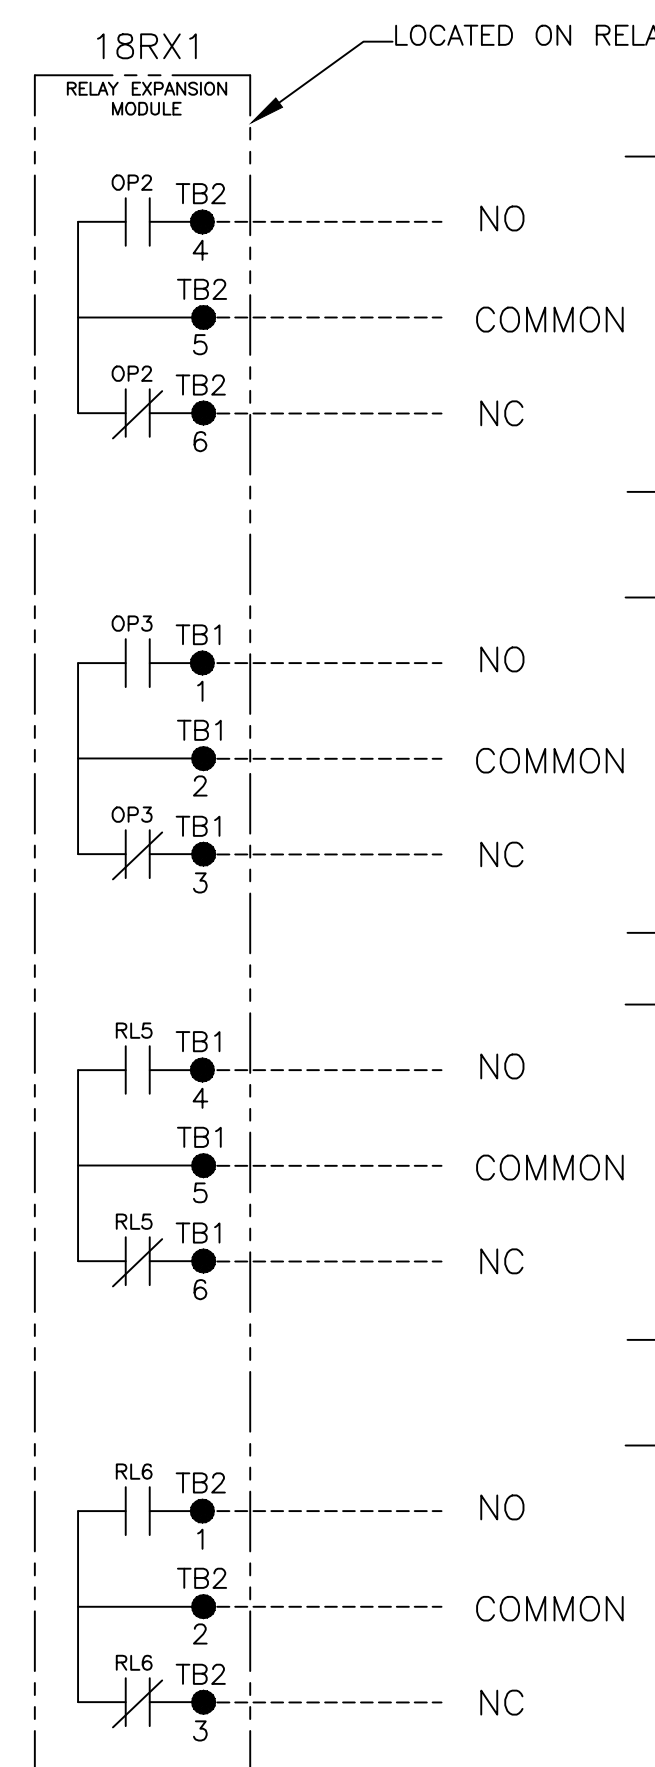 18RX1
LOCATED ON
RELAY EXPANSION
MODULE
OP2 TB2
4
NO
TB2
5
COMMON
OP2 TB2
6
NC
OP3 TB1
1
NO
TB1
2
COMMON
OP3 TB1
3
NC
RL5 TB1
4
NO
TB1
5
COMMON
RL5 TB1
6
NC
RL6 TB2
1
NO
TB2
2
COMMON
RL6 TB2
3
NC